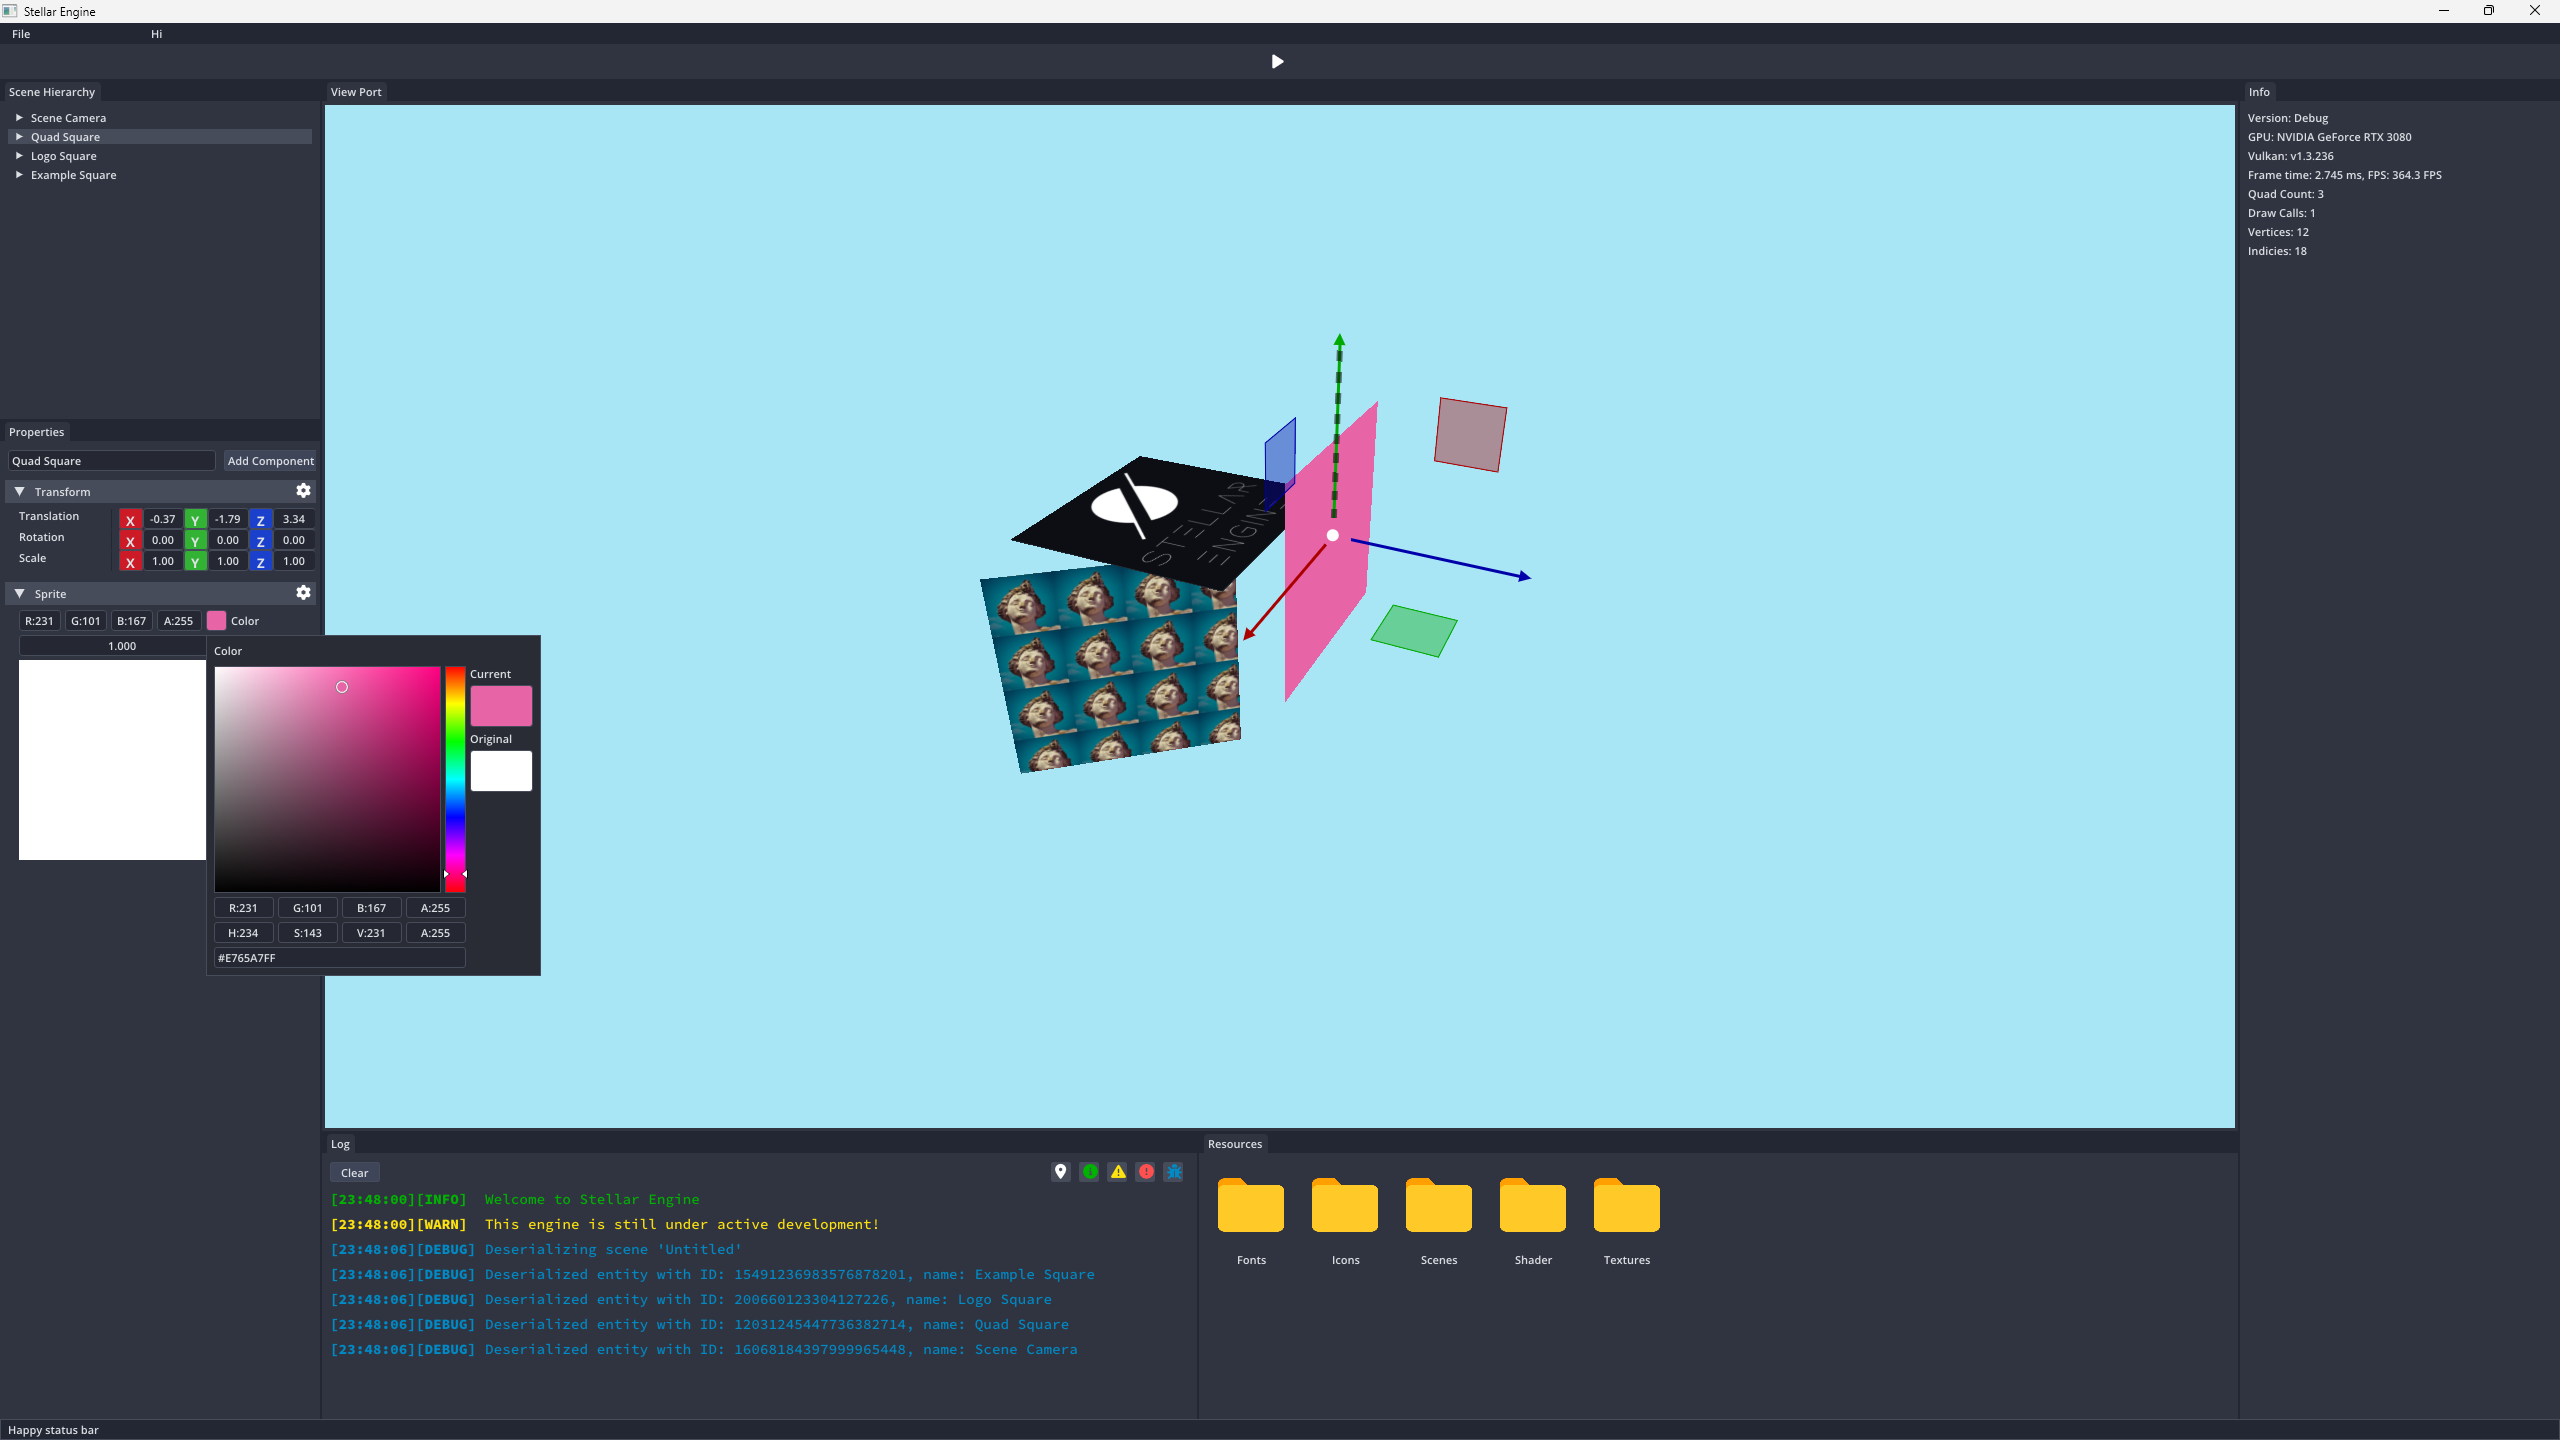 Stellar Engine
File Hi
Scene Hierarchy
Scene Camera
Quad Square
Logo Square
Example Square
Properties
Quad Square Add Component
Transform
Translation X -0.37 Y -1.79 Z 3.34
Rotation X 0.00 Y 0.00 Z 0.00
Scale X 1.00 Y 1.00 Z 1.00
Sprite
R:231 G:101 B:167 A:255 Color
1.000
Color
Current
Original
R:231 G:101 B:167 A:255
H:234 S:143 V:231 A:255
#E765A7FF
View Port
STELLAR
ENGINE
Info
Version: Debug
GPU: NVIDIA GeForce RTX 3080
Vulkan: v1.3.236
Frame time: 2.745 ms, FPS: 364.3 FPS
Quad Count: 3
Draw Calls: 1
Vertices: 12
Indicies: 18
Log
Clear
[23:48:00][INFO] Welcome to Stellar Engine
[23:48:00][WARN] This engine is still under active development!
[23:48:06][DEBUG] Deserializing scene 'Untitled'
[23:48:06][DEBUG] Deserialized entity with ID: 15491236983576878201, name: Example Square
[23:48:06][DEBUG] Deserialized entity with ID: 200660123304127226, name: Logo Square
[23:48:06][DEBUG] Deserialized entity with ID: 12031245447736382714, name: Quad Square
[23:48:06][DEBUG] Deserialized entity with ID: 16068184397999965448, name: Scene Camera
Resources
Fonts Icons Scenes Shader Textures
Happy status bar